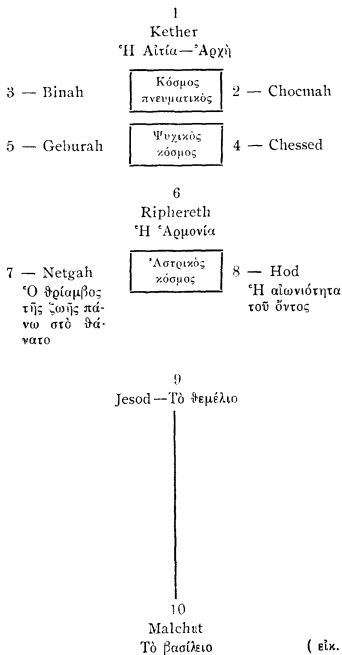 1
Kether
Ἡ Αἰτία—Ἀρχὴ
3 — Binah
Κόσμος
πνευματικὸς
2 — Chocmah
5 — Geburah
Ψυχικὸς
κόσμος
4 — Chessed
6
Riphereth
Ἡ Ἁρμονία
7 — Netgah
Ὁ θρίαμβος
τῆς ζωῆς πά-
νω στὸ θά-
νατο
Ἀστρικὸς
κόσμος
8 — Hod
Ἡ αἰωνιότητα
τοῦ ὄντος
9
Jesod—Τὸ θεμέλιο
10
Malchut
Τὸ βασίλειο
( εἰκ.